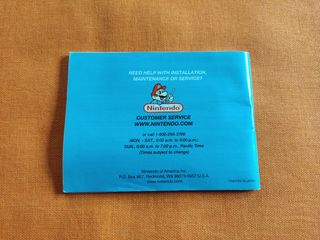 NEED HELP WITH INSTALLATION,
MAINTENANCE OR SERVICE?
Nintendo
CUSTOMER SERVICE
WWW.NINTENDO.COM
or call 1-800-255-3700
MON. - SAT., 6:00 a.m. to 9:00 p.m.;
SUN., 6:00 a.m. to 7:00 p.m., Pacific Time
(Times subject to change)
Nintendo of America Inc.
P.O. Box 957, Redmond, WA 98073-0957 U.S.A.
www.nintendo.com